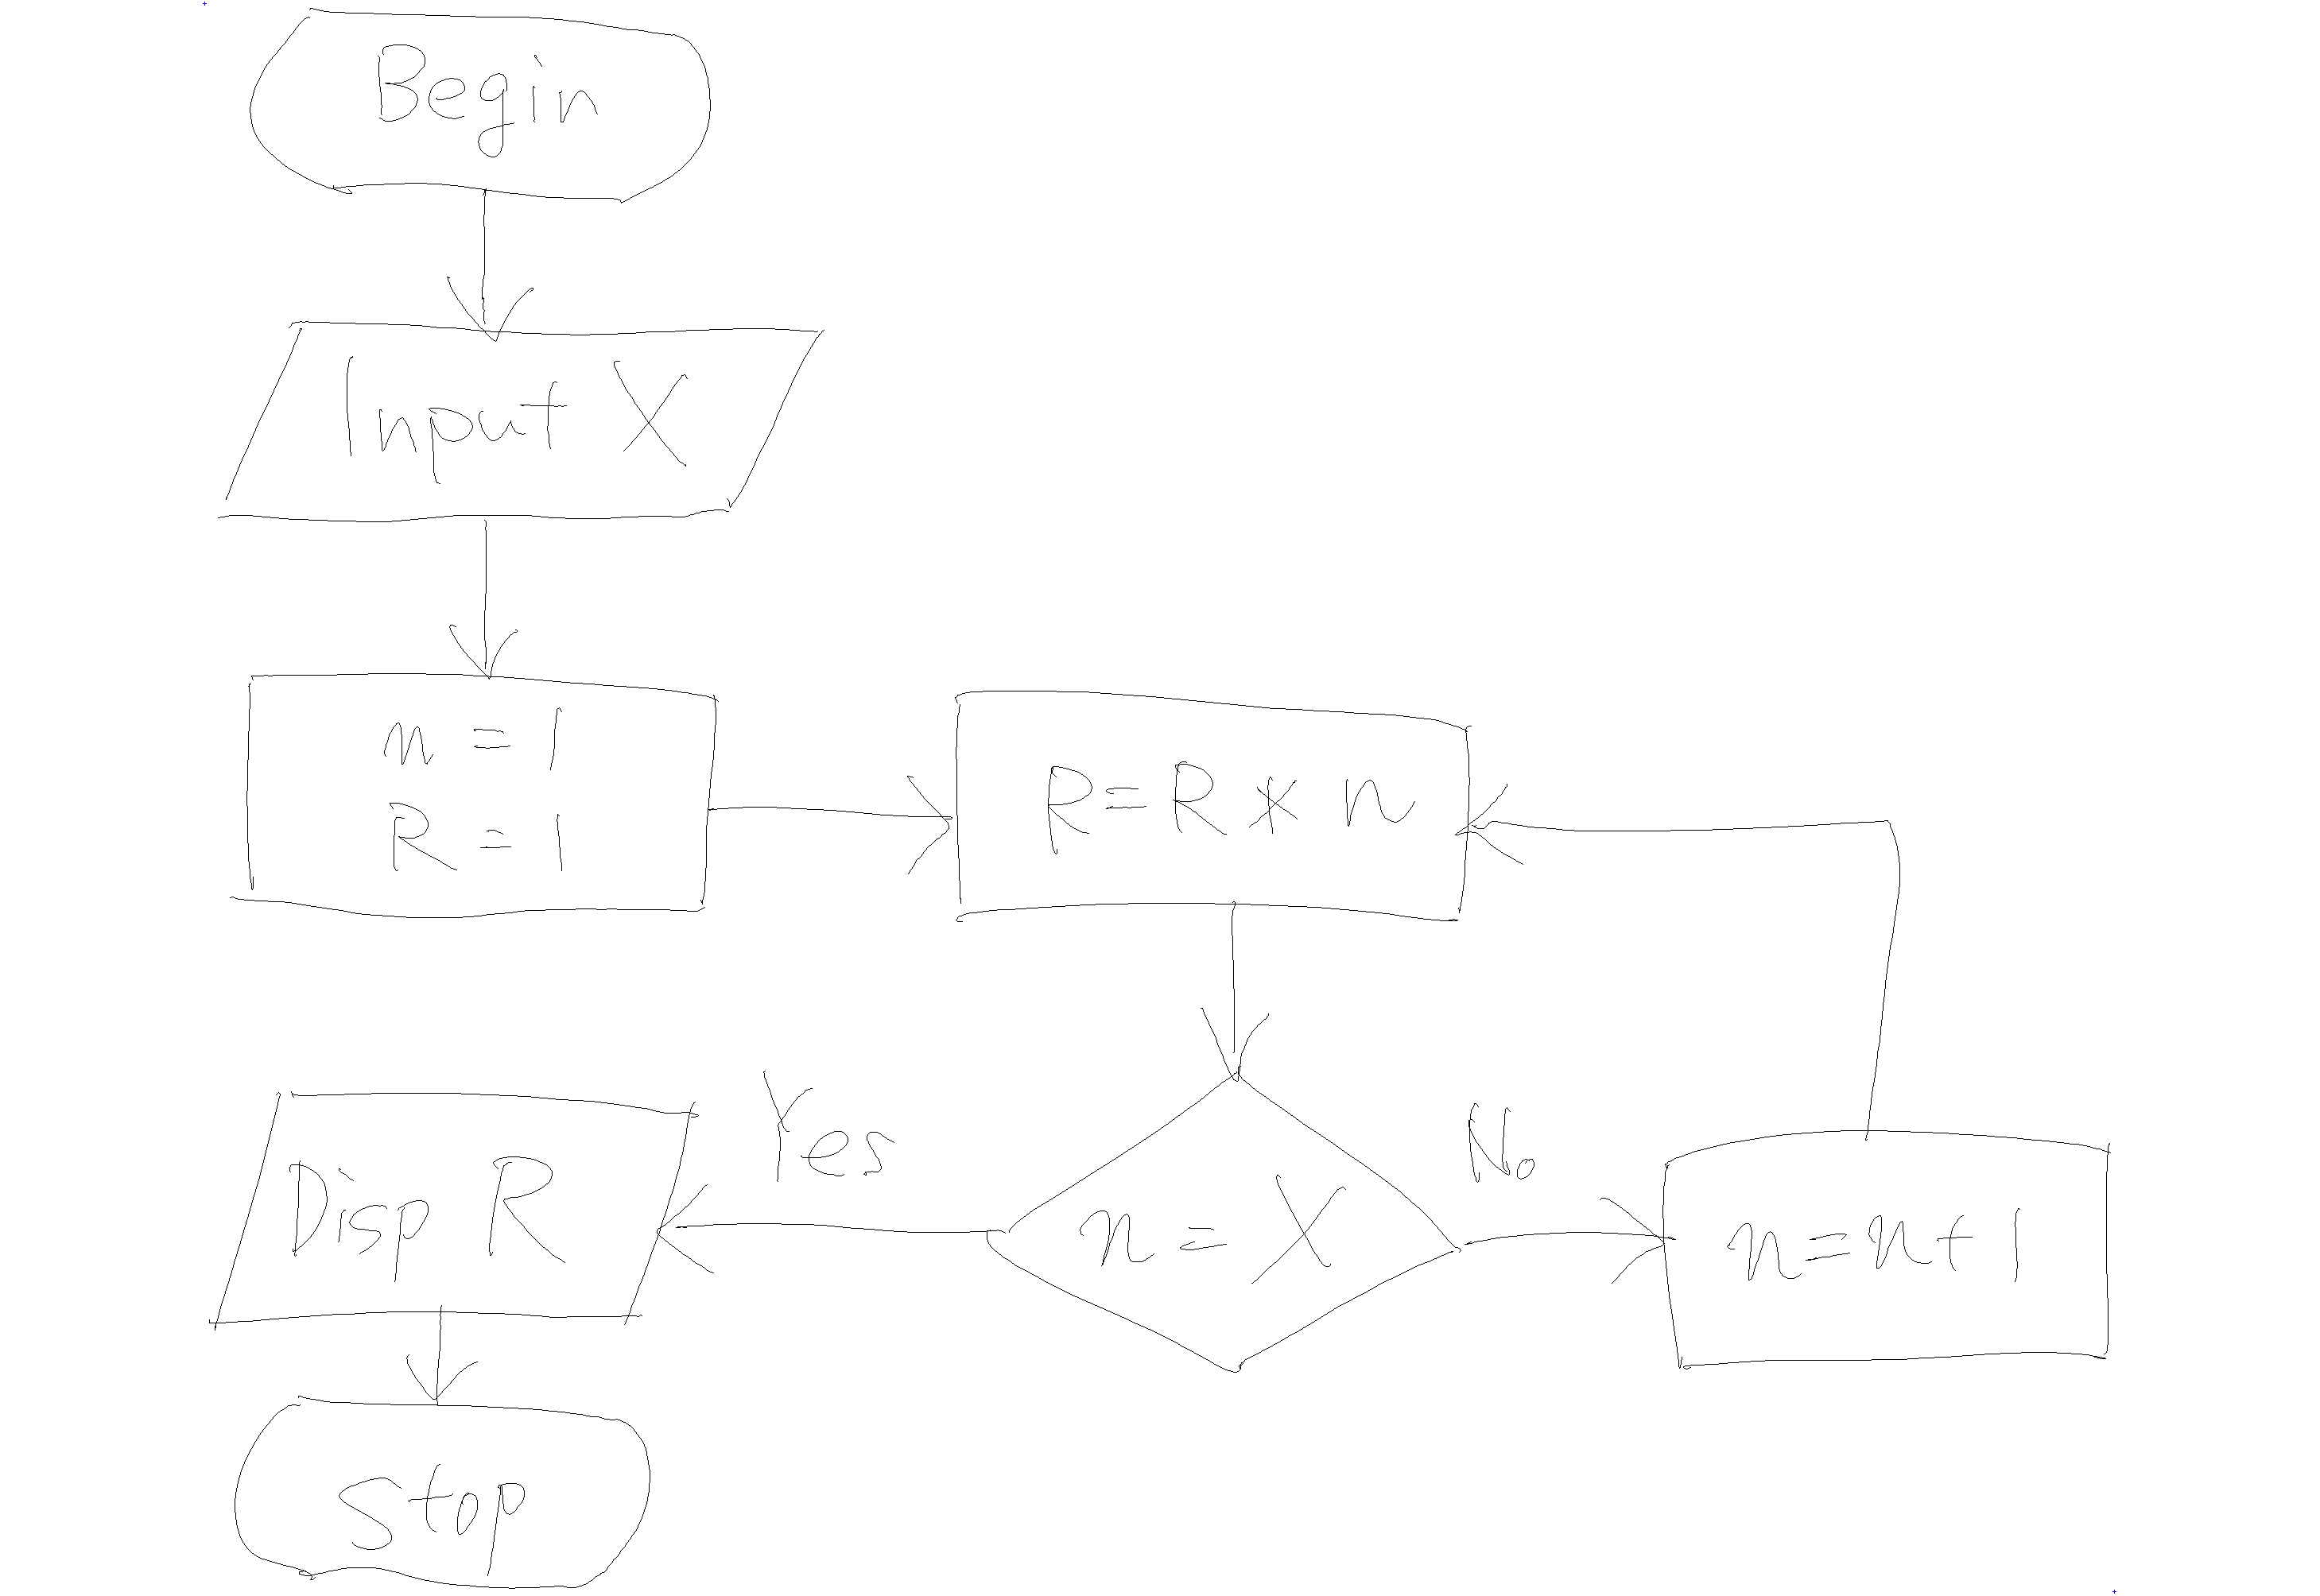 Begin
Input X
n = 1
R = 1
R = R * n
n = X
Yes
No
n = n + 1
Disp R
Stop